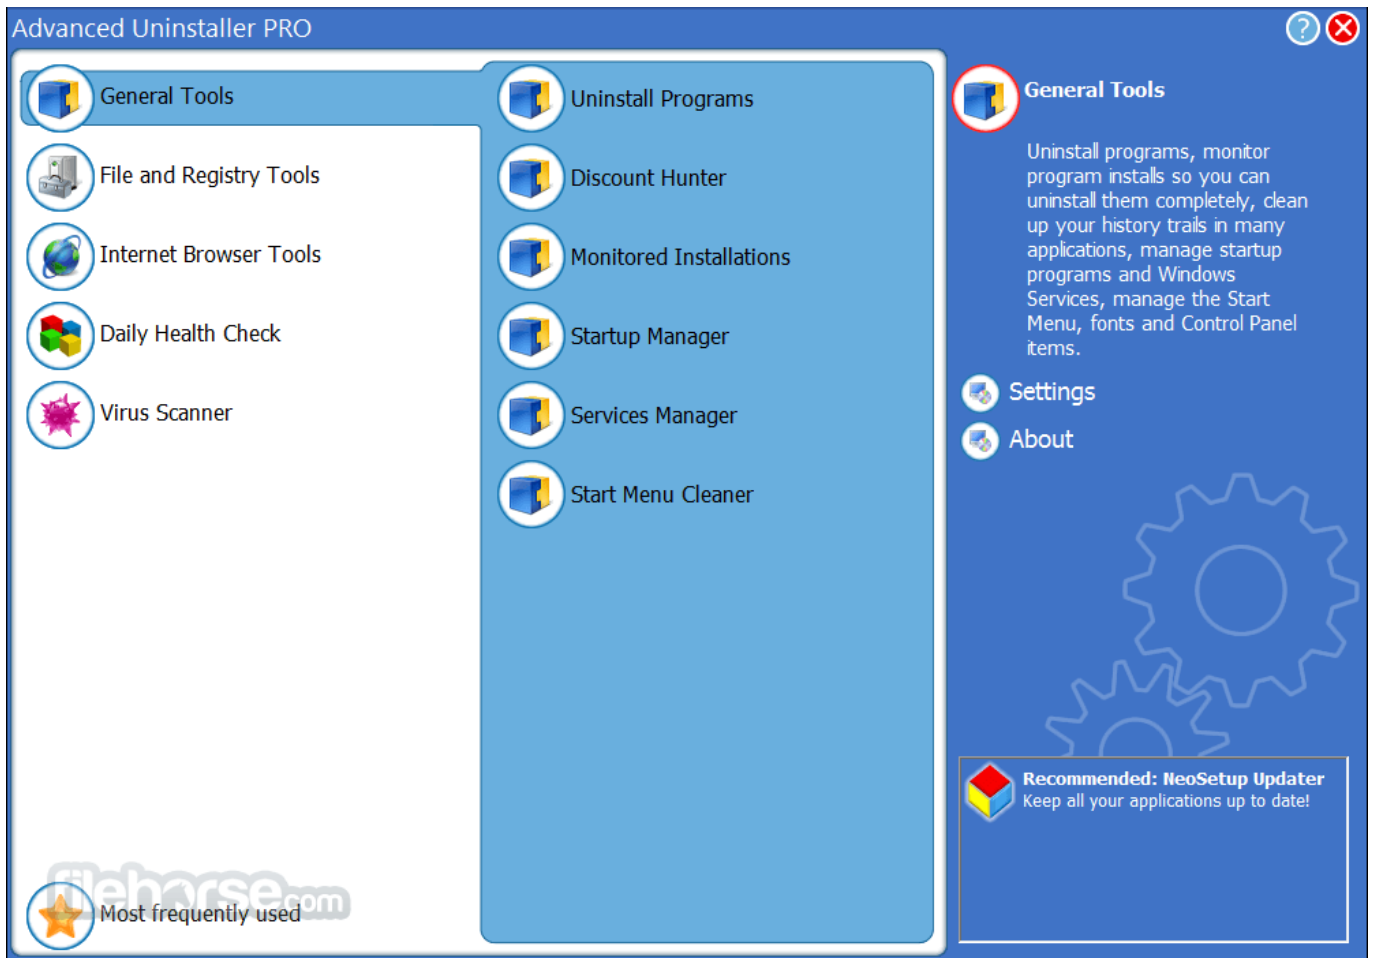 Advanced Uninstaller PRO
?
General Tools
File and Registry Tools
Internet Browser Tools
Daily Health Check
Virus Scanner
Most frequently used
filehorse.com
Uninstall Programs
Discount Hunter
Monitored Installations
Startup Manager
Services Manager
Start Menu Cleaner
General Tools
Uninstall programs, monitor
program installs so you can
uninstall them completely, clean
up your history trails in many
applications, manage startup
programs and Windows
Services, manage the Start
Menu, fonts and Control Panel
items.
Settings
About
Recommended: NeoSetup Updater
Keep all your applications up to date!